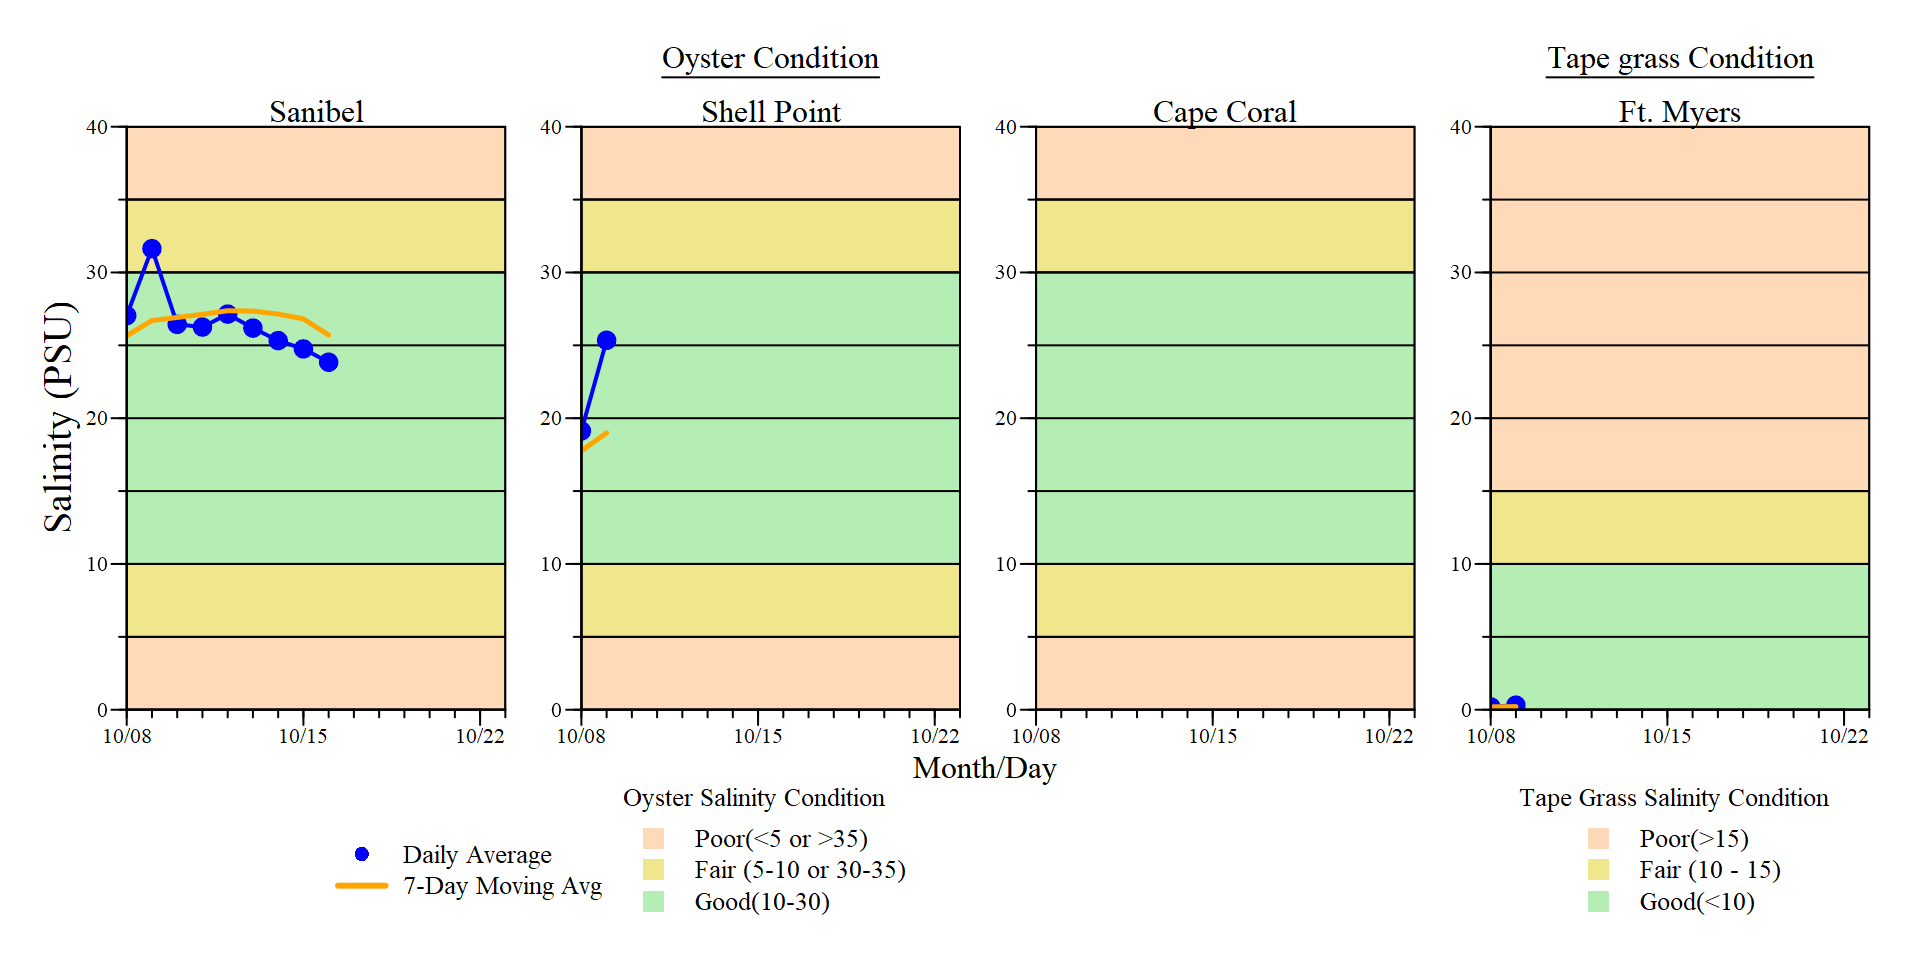 Oyster Condition
Tape grass Condition
Sanibel
Shell Point
Cape Coral
Ft. Myers
Salinity (PSU)
40
30
20
10
0
10/08
10/15
10/22
40
30
20
10
0
10/08
10/15
10/22
40
30
20
10
0
10/08
10/15
10/22
40
30
20
10
0
10/08
10/15
10/22
Month/Day
Daily Average
7-Day Moving Avg
Oyster Salinity Condition
Poor(<5 or >35)
Fair (5-10 or 30-35)
Good(10-30)
Tape Grass Salinity Condition
Poor(>15)
Fair (10 - 15)
Good(<10)